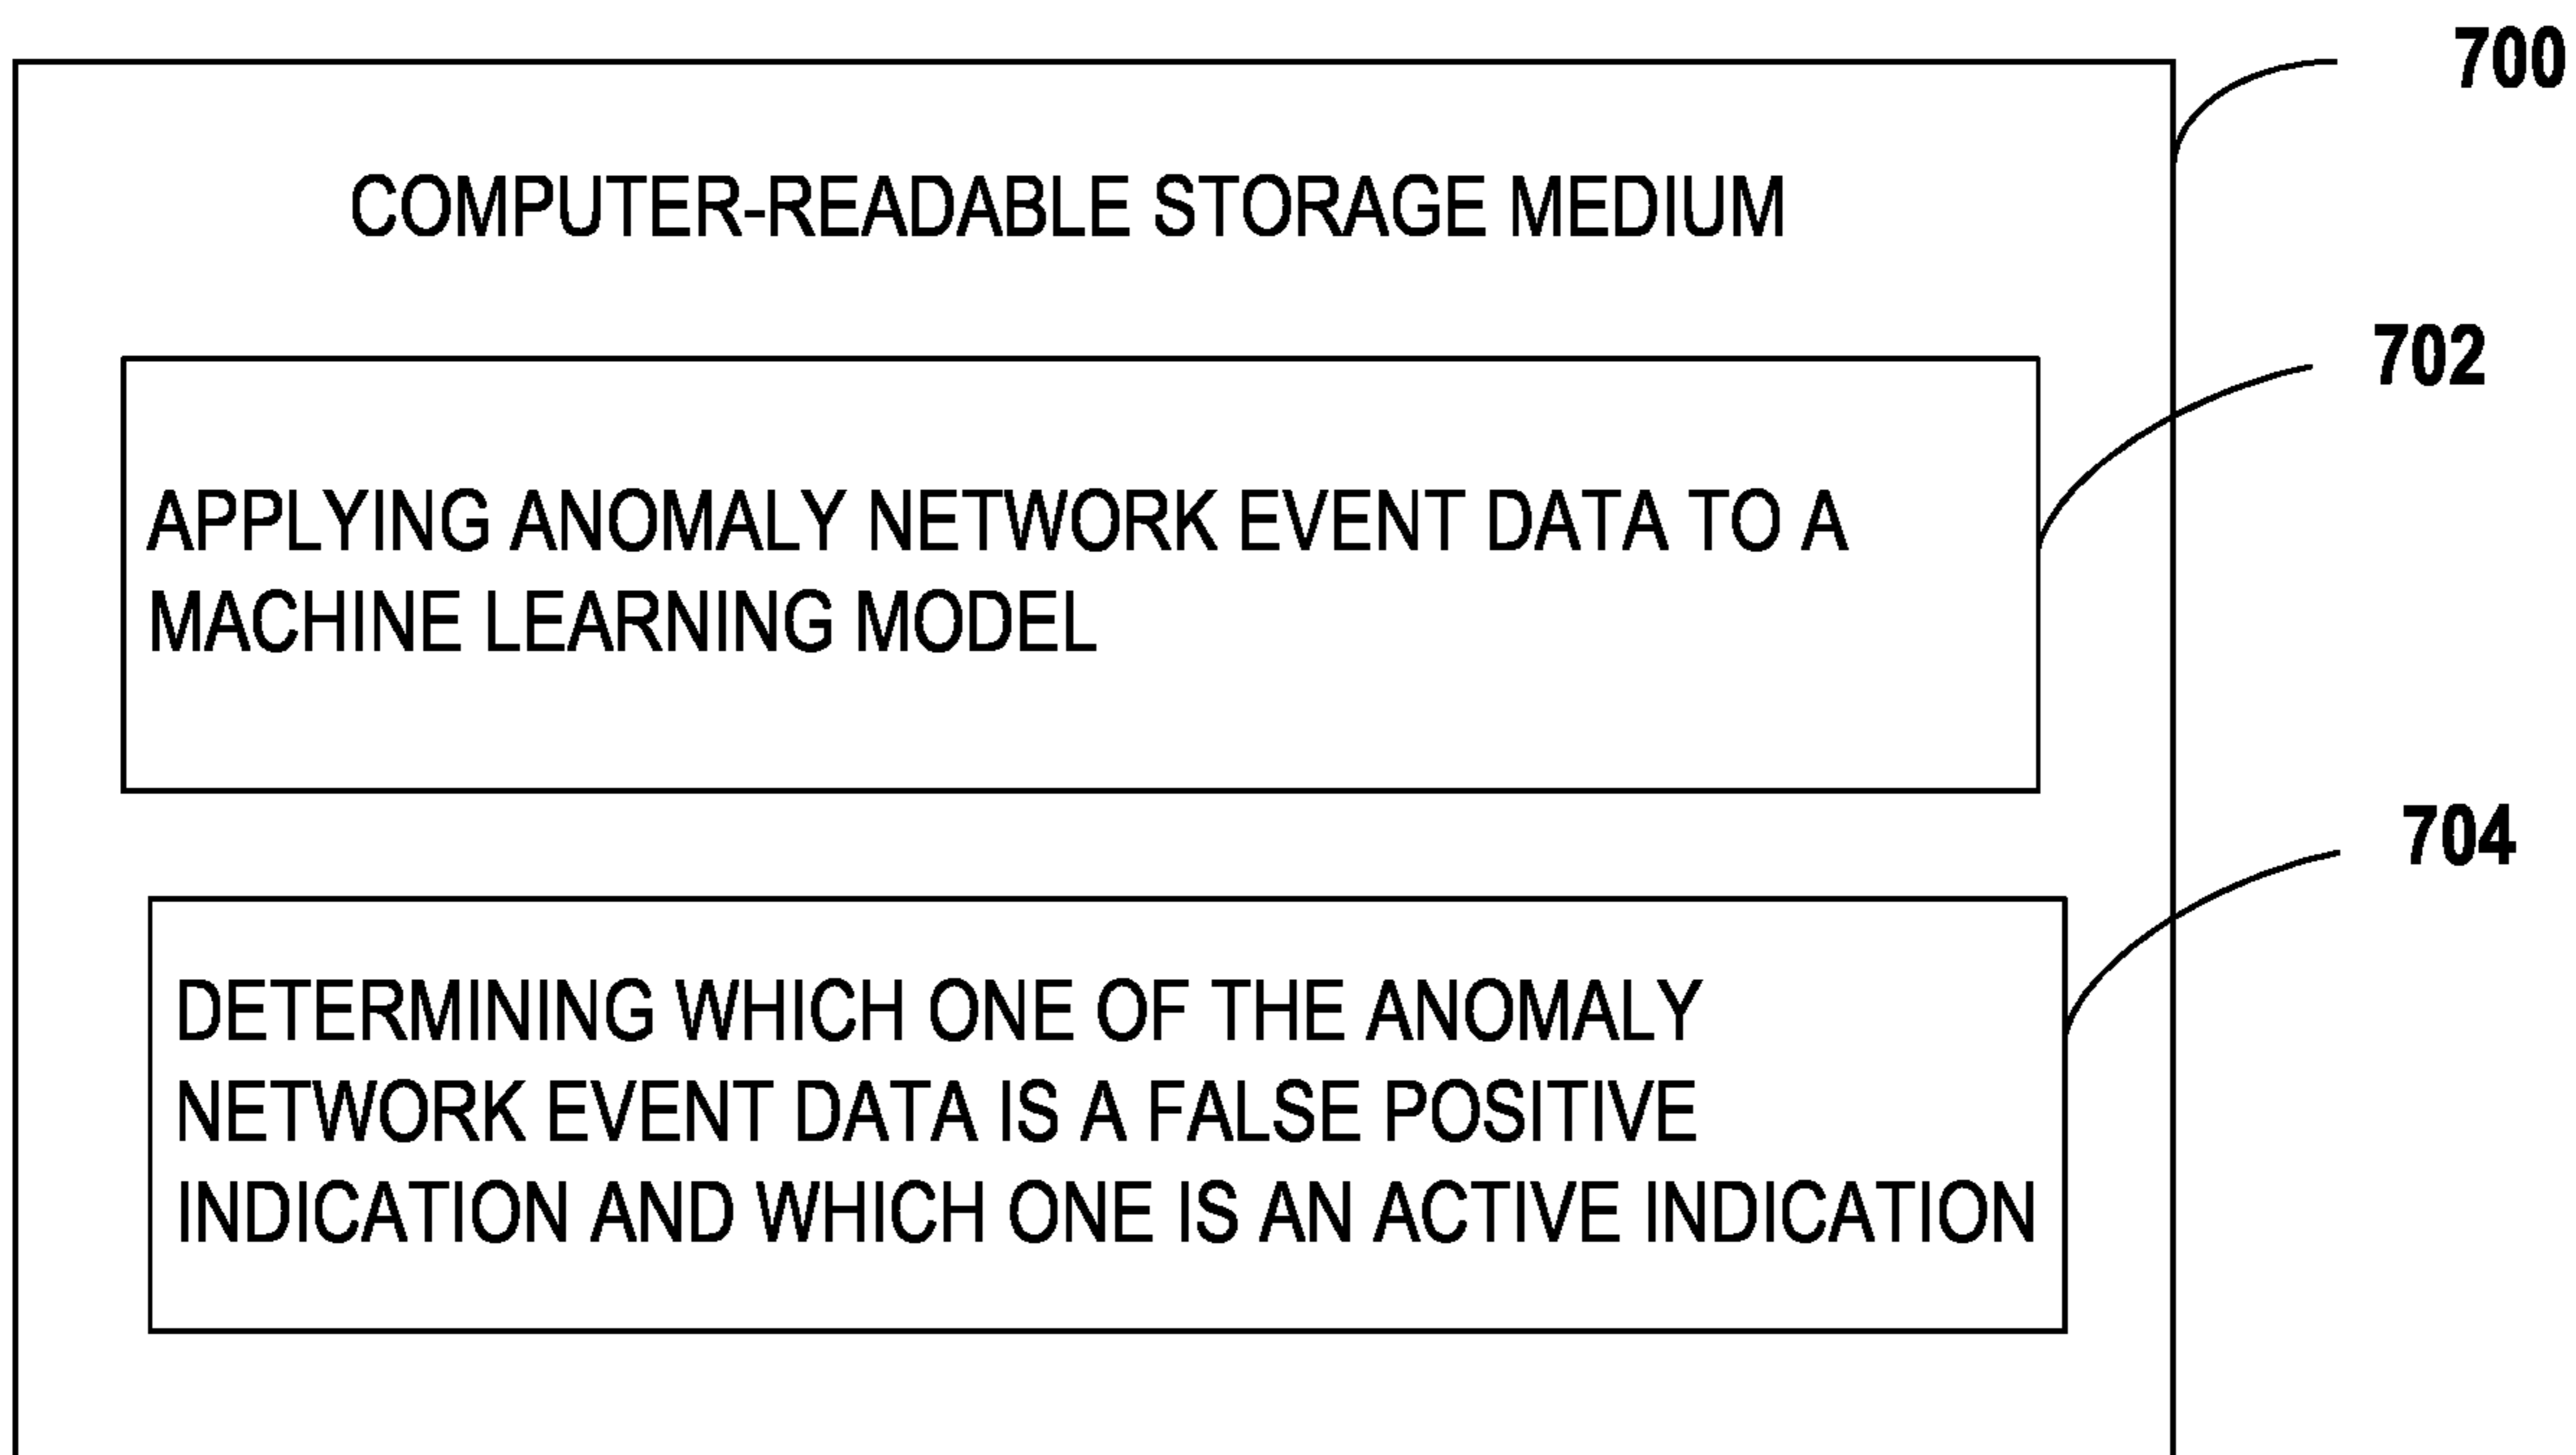 700
COMPUTER-READABLE STORAGE MEDIUM
702
APPLYING ANOMALY NETWORK EVENT DATA TO A
MACHINE LEARNING MODEL
704
DETERMINING WHICH ONE OF THE ANOMALY
NETWORK EVENT DATA IS A FALSE POSITIVE
INDICATION AND WHICH ONE IS AN ACTIVE INDICATION